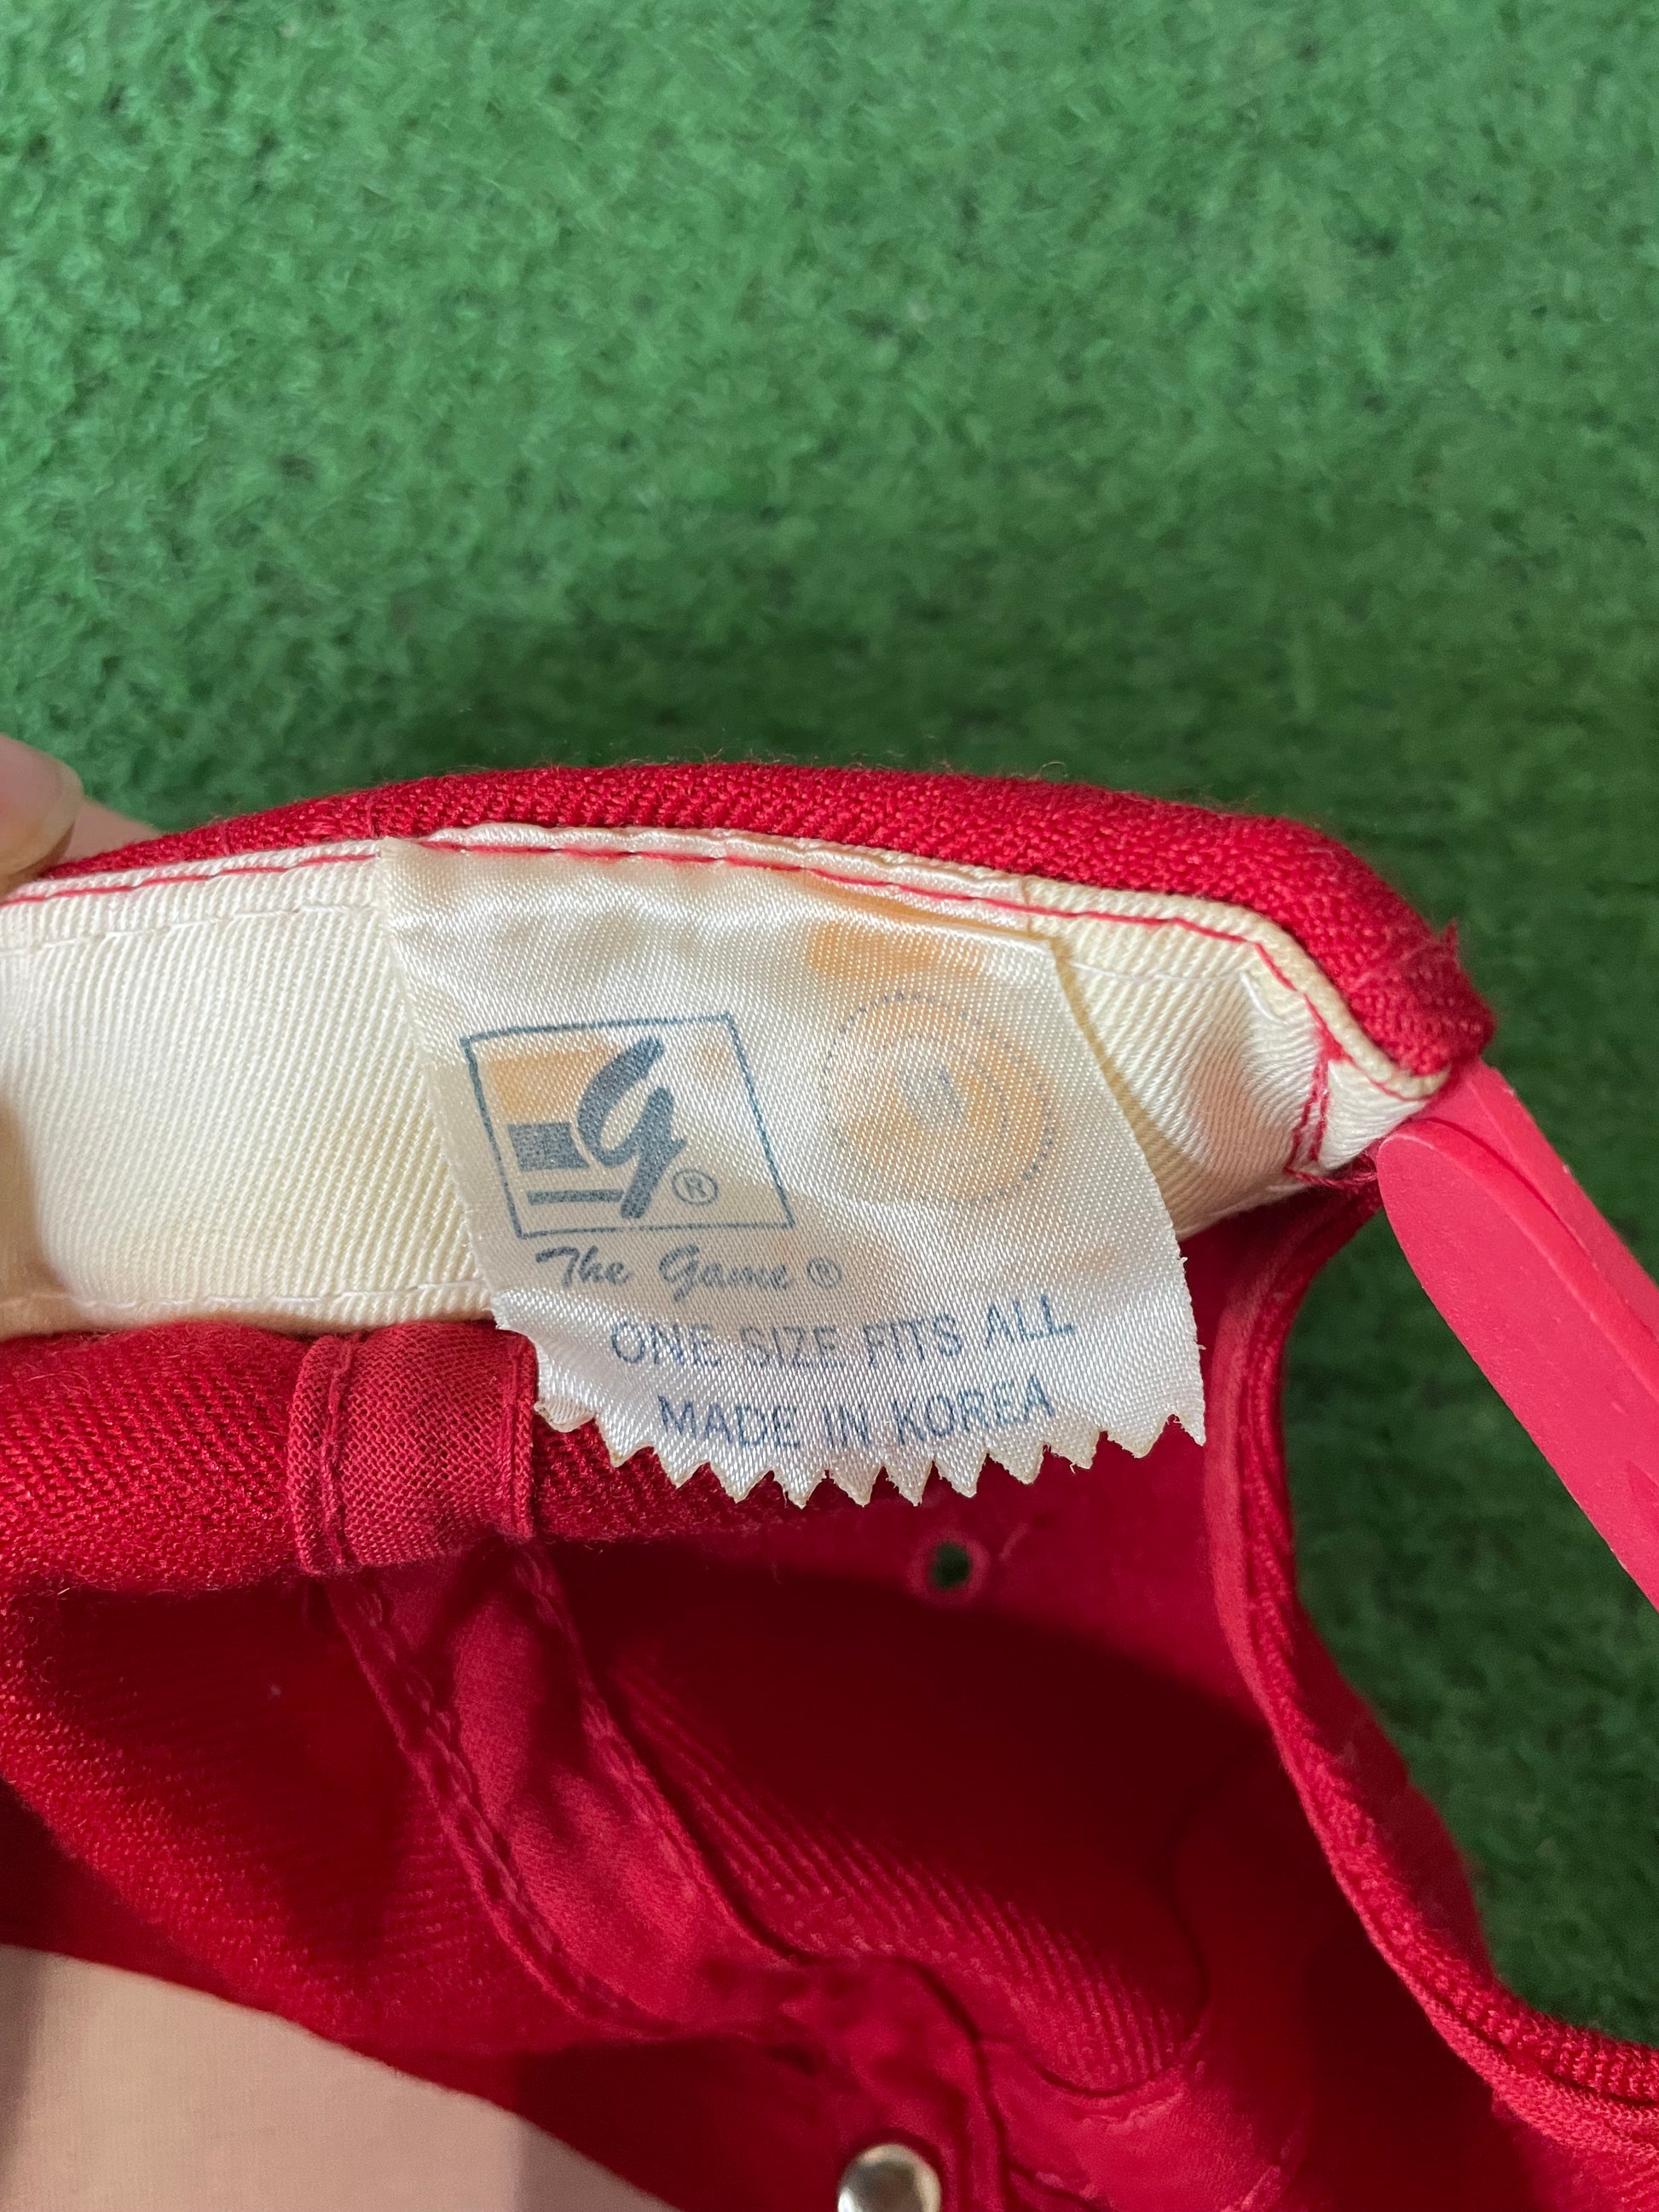 G®
The Game ®
ONE SIZE FITS ALL
MADE IN KOREA